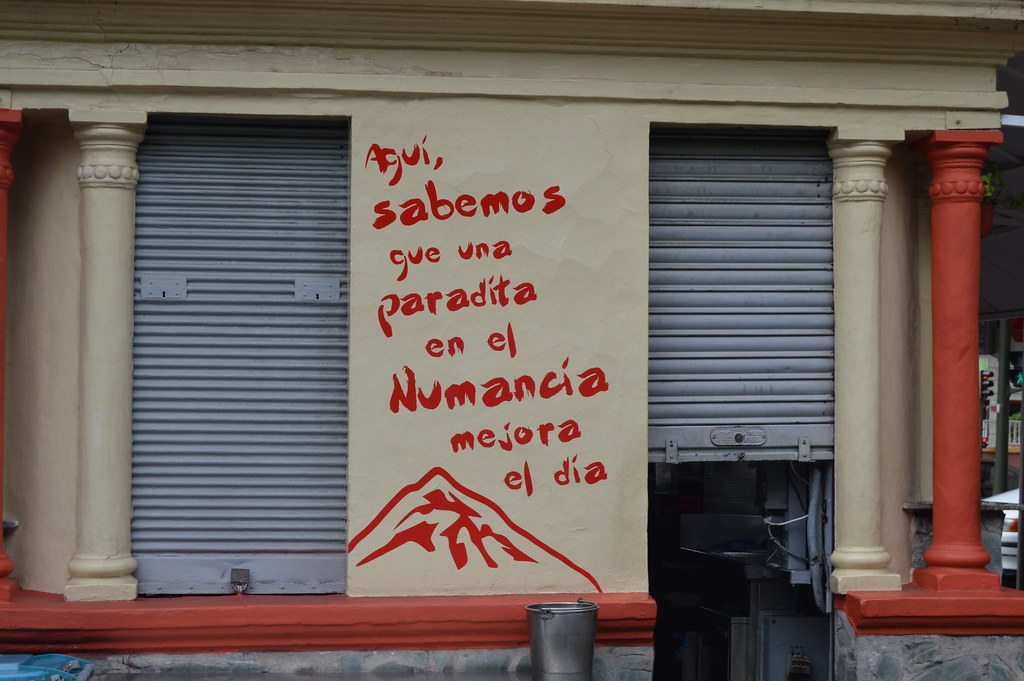 Aquí,
sabemos
que una
paradita
en el
Numancia
mejora
el día